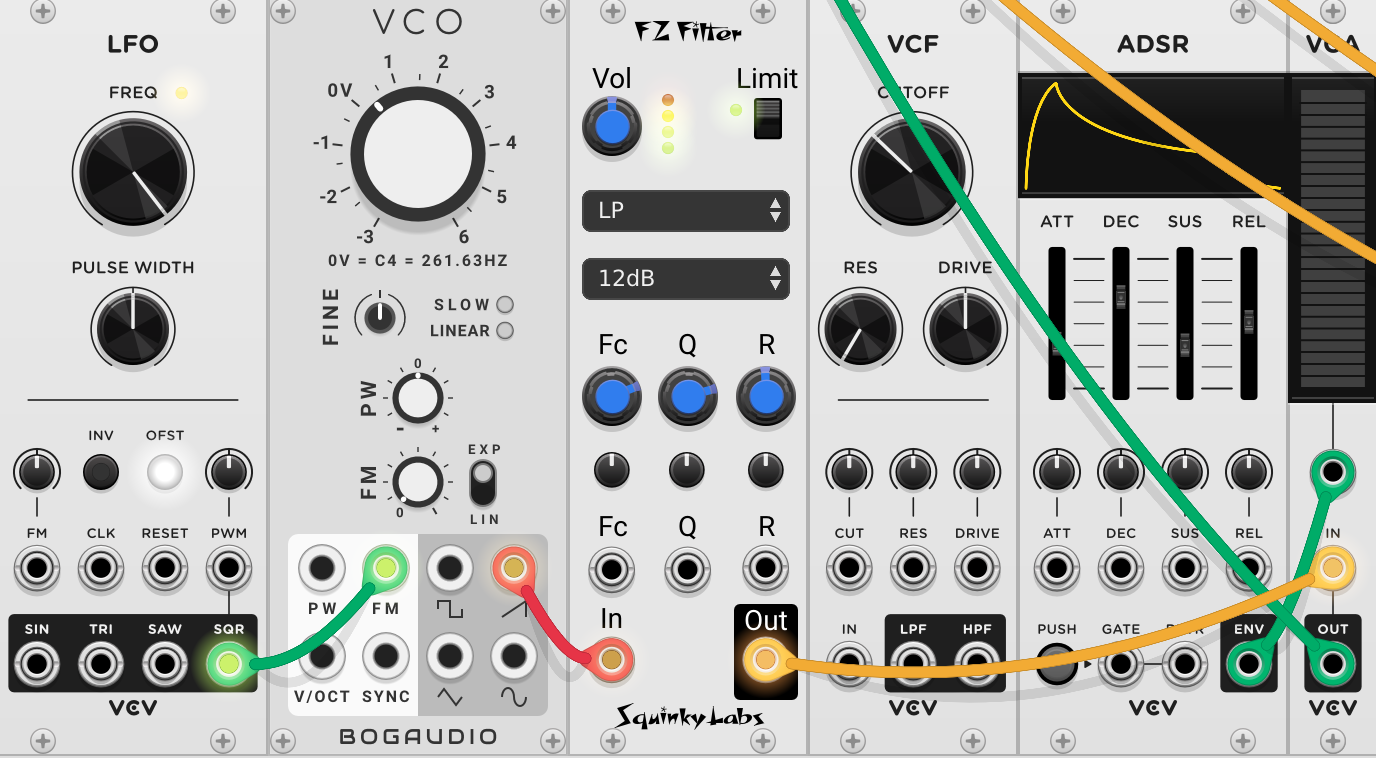 LFO
FREQ
PULSE WIDTH
INV OFST
FM CLK RESET PWM
SIN TRI SAW SQR
VCV
VCO
0V 1 2 3 4 5 6 -1 -2 -3
0V = C4 = 261.63HZ
FINE
SLOW
LINEAR
PW
0
- +
FM
0
EXP
LIN
PW FM
V/OCT SYNC
BOGAUDIO
FZ Filter
Vol Limit
LP
12dB
Fc Q R
Fc Q R
In Out
Squinky Labs
VCF
CUTOFF
RES DRIVE
CUT RES DRIVE
IN LPF HPF
VCV
ADSR
ATT DEC SUS REL
ATT DEC SUS REL
PUSH GATE ENV
VCV
VCA
IN
OUT
VCV